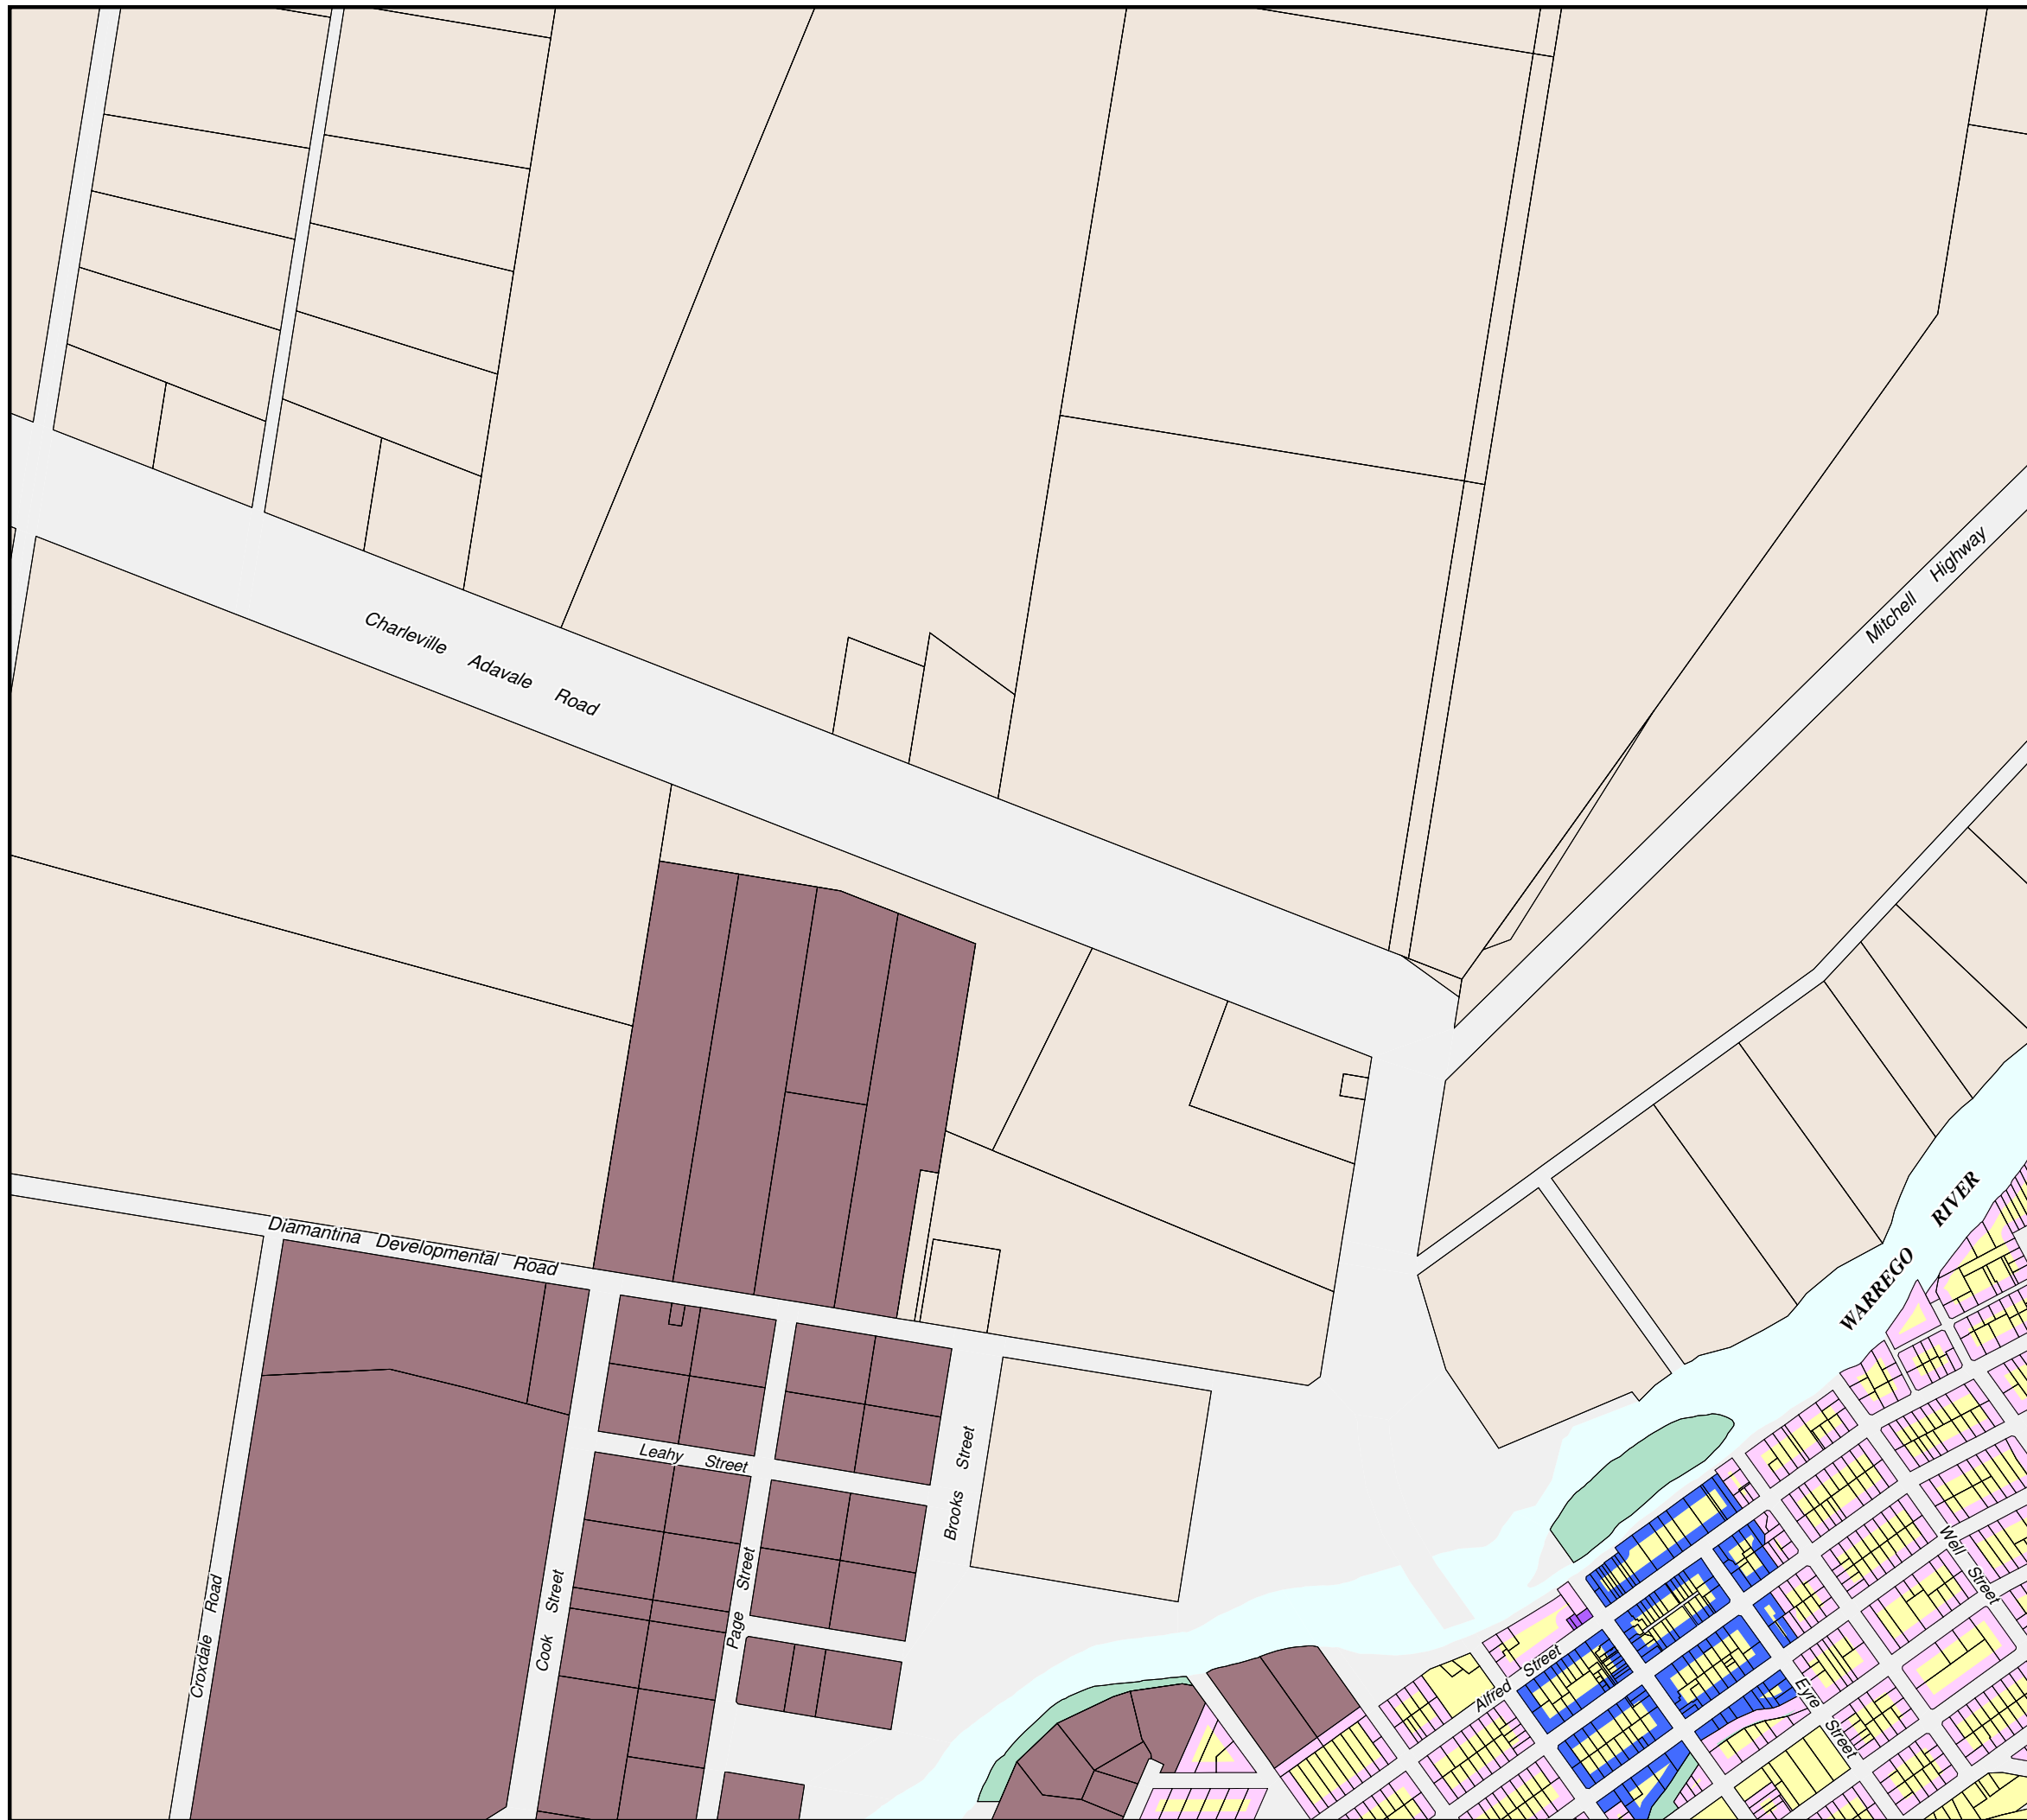 Mitchell Highway
Charleville Adavale Road
RIVER
WARREGO
Diamantina Developmental Road
Leahy Street
Brooks Street
Page Street
Cook Street
Croxdale Road
Well Street
Alfred Street
Eyre Street